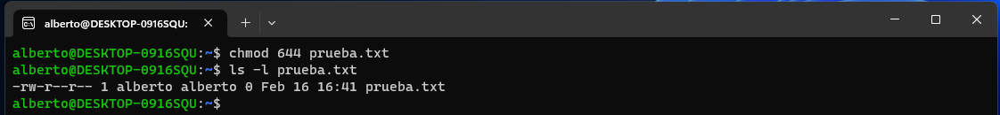 alberto@DESKTOP-0916SQU:
alberto@DESKTOP-0916SQU:~$ chmod 644 prueba.txt
alberto@DESKTOP-0916SQU:~$ ls -l prueba.txt
-rw-r--r-- 1 alberto alberto 0 Feb 16 16:41 prueba.txt
alberto@DESKTOP-0916SQU:~$